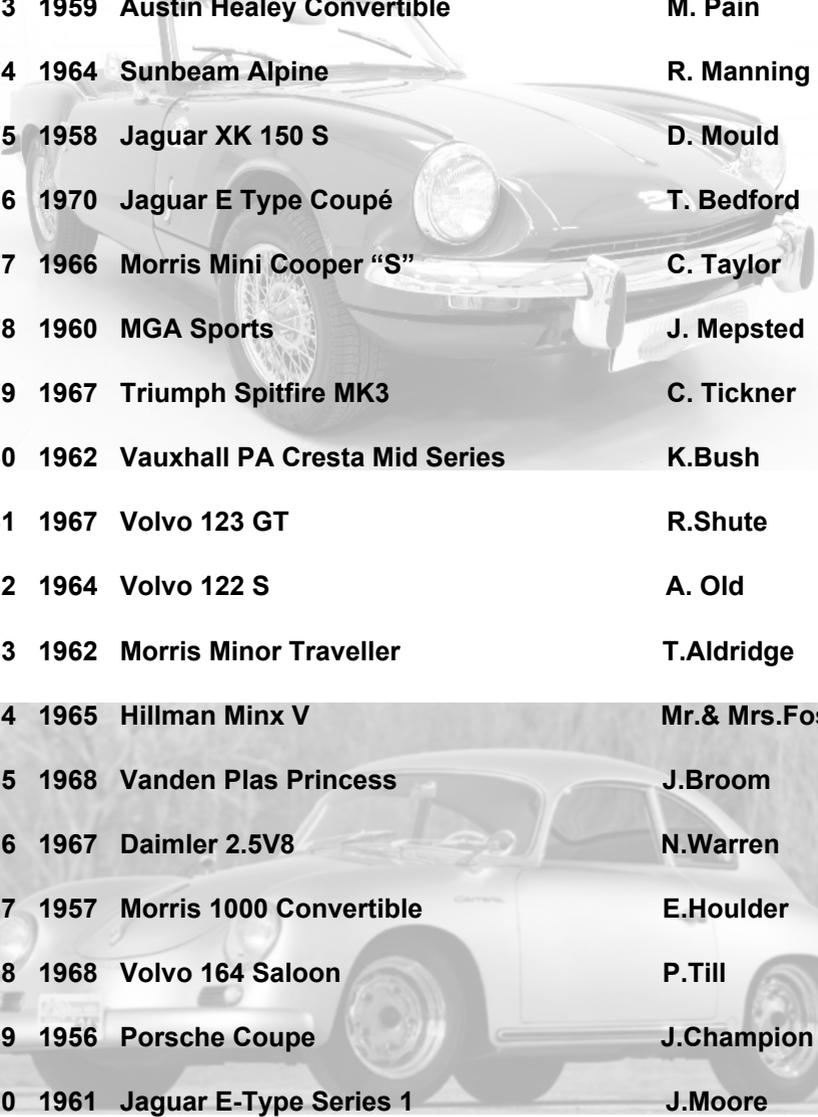 3 1959 Austin Healey Convertible M. Pain
4 1964 Sunbeam Alpine R. Manning
5 1958 Jaguar XK 150 S D. Mould
6 1970 Jaguar E Type Coupé T. Bedford
7 1966 Morris Mini Cooper “S” C. Taylor
8 1960 MGA Sports J. Mepsted
9 1967 Triumph Spitfire MK3 C. Tickner
0 1962 Vauxhall PA Cresta Mid Series K.Bush
1 1967 Volvo 123 GT R.Shute
2 1964 Volvo 122 S A. Old
3 1962 Morris Minor Traveller T.Aldridge
4 1965 Hillman Minx V Mr.& Mrs.Fos
5 1968 Vanden Plas Princess J.Broom
6 1967 Daimler 2.5V8 N.Warren
7 1957 Morris 1000 Convertible E.Houlder
8 1968 Volvo 164 Saloon P.Till
9 1956 Porsche Coupe J.Champion
0 1961 Jaguar E-Type Series 1 J.Moore